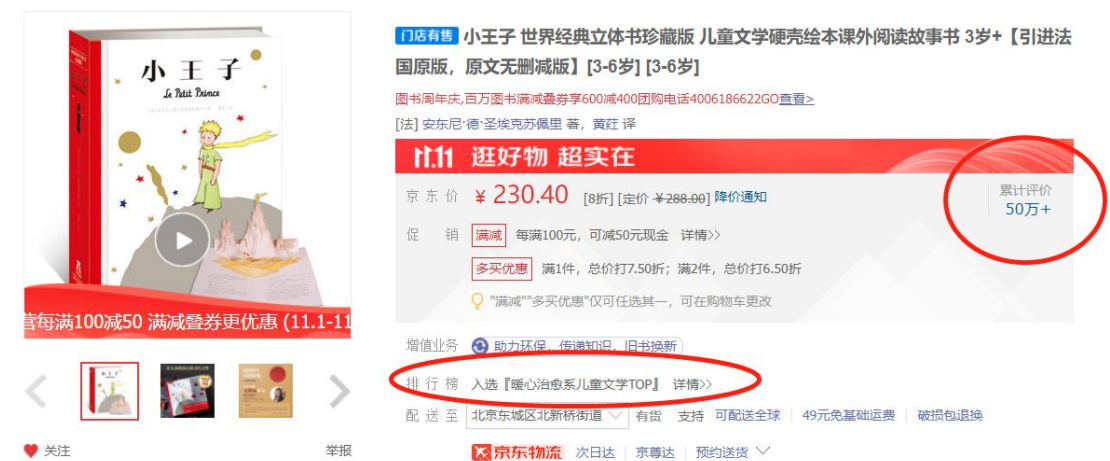 小王子
Le Petit Prince
门店有售 小王子 世界经典立体书珍藏版 儿童文学硬壳绘本课外阅读故事书 3岁+【引进法
国原版，原文无删减版】[3-6岁] [3-6岁]
图书周年庆,百万图书满减叠券享600减400团购电话4006186622GO查看>
[法] 安东尼·德·圣埃克苏佩里 著，黄荭 译
11.11 逛好物 超实在
京东价 ¥ 230.40 [8折] [定价 ¥288.00] 降价通知
累计评价
50万+
促销 满减 每满100元，可减50元现金 详情>>
多买优惠 满1件，总价打7.50折；满2件，总价打6.50折
"满减""多买优惠"仅可任选其一，可在购物车更改
营每满100减50 满减叠券更优惠 (11.1-11
增值业务 助力环保，传递知识，旧书换新
排行榜 入选『暖心治愈系儿童文学TOP』 详情>>
配送至 北京东城区北新桥街道 有货 支持 可配送全球 49元免基础运费 破损包退换
关注 举报
京东物流 次日达 京尊达 预约送货